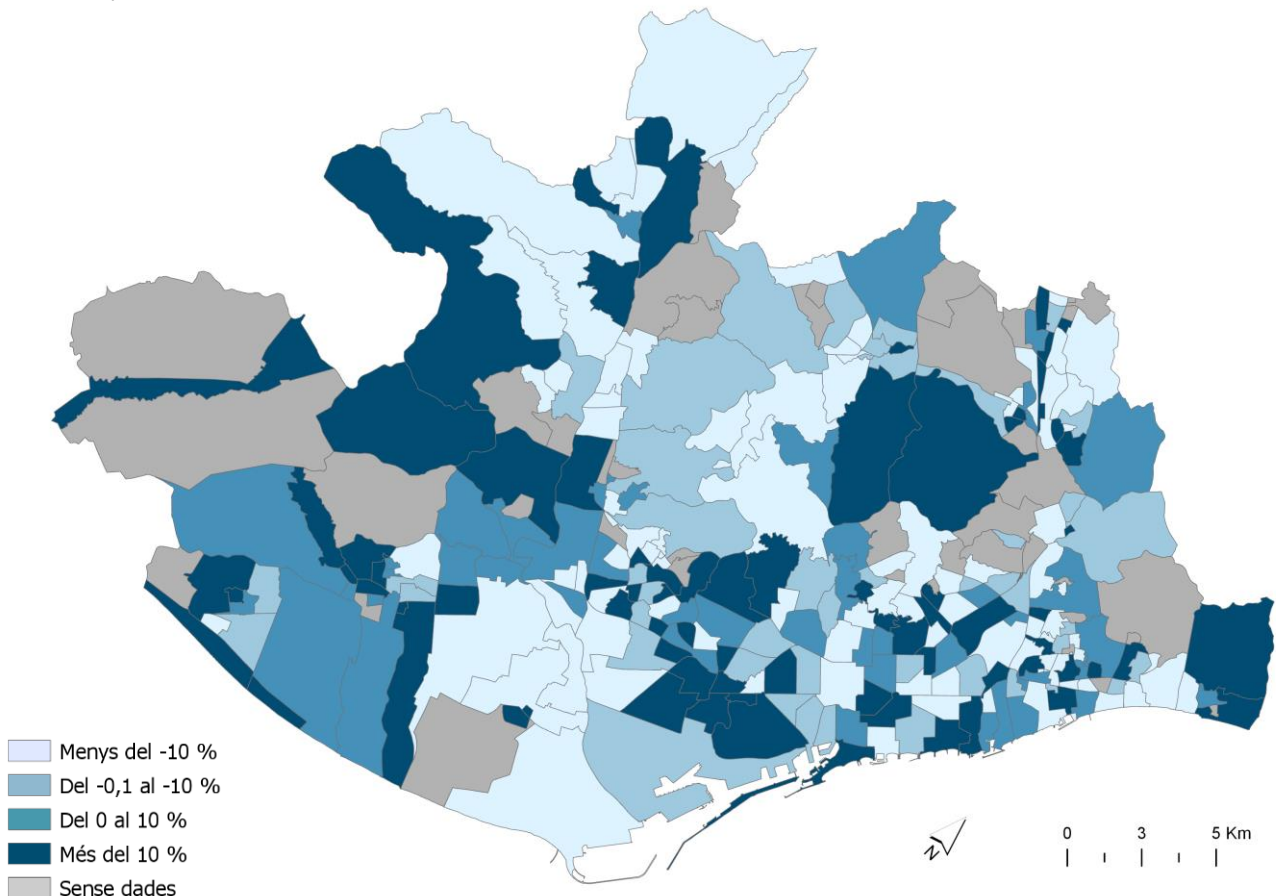 Menys del -10 %
Del -0,1 al -10 %
Del 0 al 10 %
Més del 10 %
Sense dades
N
0 3 5 Km